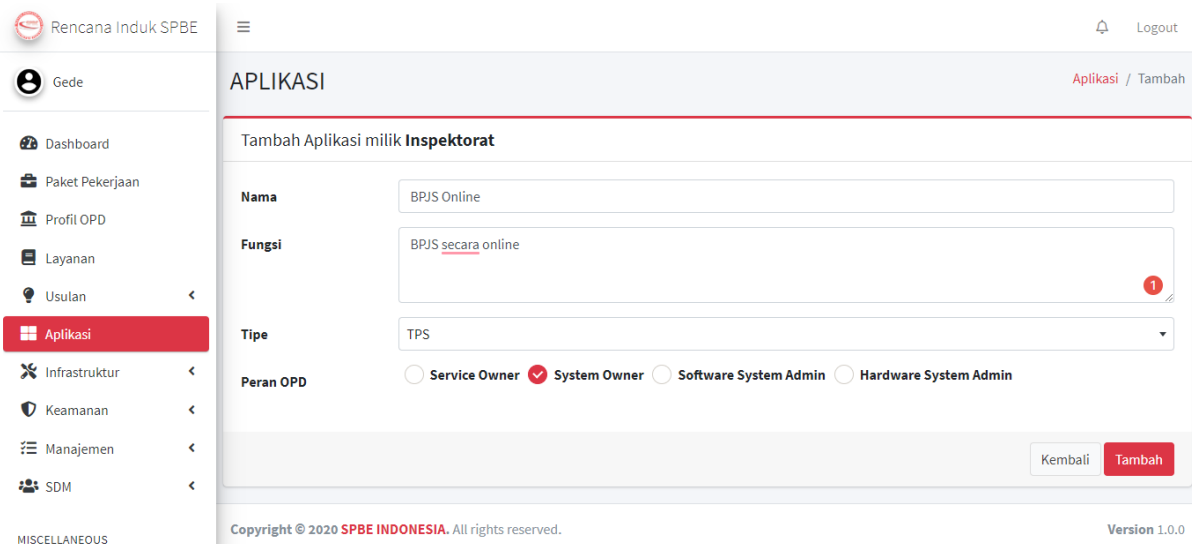 Rencana Induk SPBE
Logout
Gede
APLIKASI
Aplikasi / Tambah
Dashboard
Paket Pekerjaan
Profil OPD
Layanan
Usulan
Aplikasi
Infrastruktur
Keamanan
Manajemen
SDM
MISCELLANEOUS
Tambah Aplikasi milik Inspektorat
Nama
BPJS Online
Fungsi
BPJS secara online
1
Tipe
TPS
Peran OPD
Service Owner System Owner Software System Admin Hardware System Admin
Kembali Tambah
Copyright © 2020 SPBE INDONESIA. All rights reserved.
Version 1.0.0